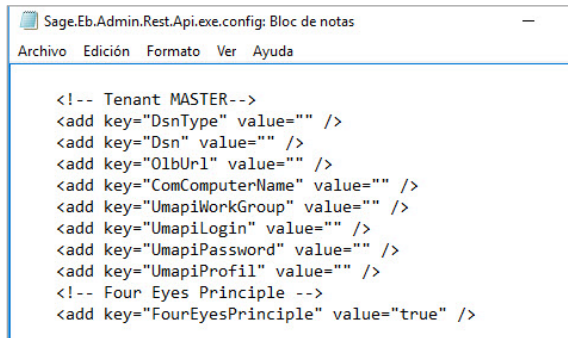 Sage.Eb.Admin.Rest.Api.exe.config: Bloc de notas
Archivo Edición Formato Ver Ayuda
<!-- Tenant MASTER-->
<add key="DsnType" value="" />
<add key="Dsn" value="" />
<add key="OlbUrl" value="" />
<add key="ComComputerName" value="" />
<add key="UmapiWorkGroup" value="" />
<add key="UmapiLogin" value="" />
<add key="UmapiPassword" value="" />
<add key="UmapiProfil" value="" />
<!-- Four Eyes Principle -->
<add key="FourEyesPrinciple" value="true" />